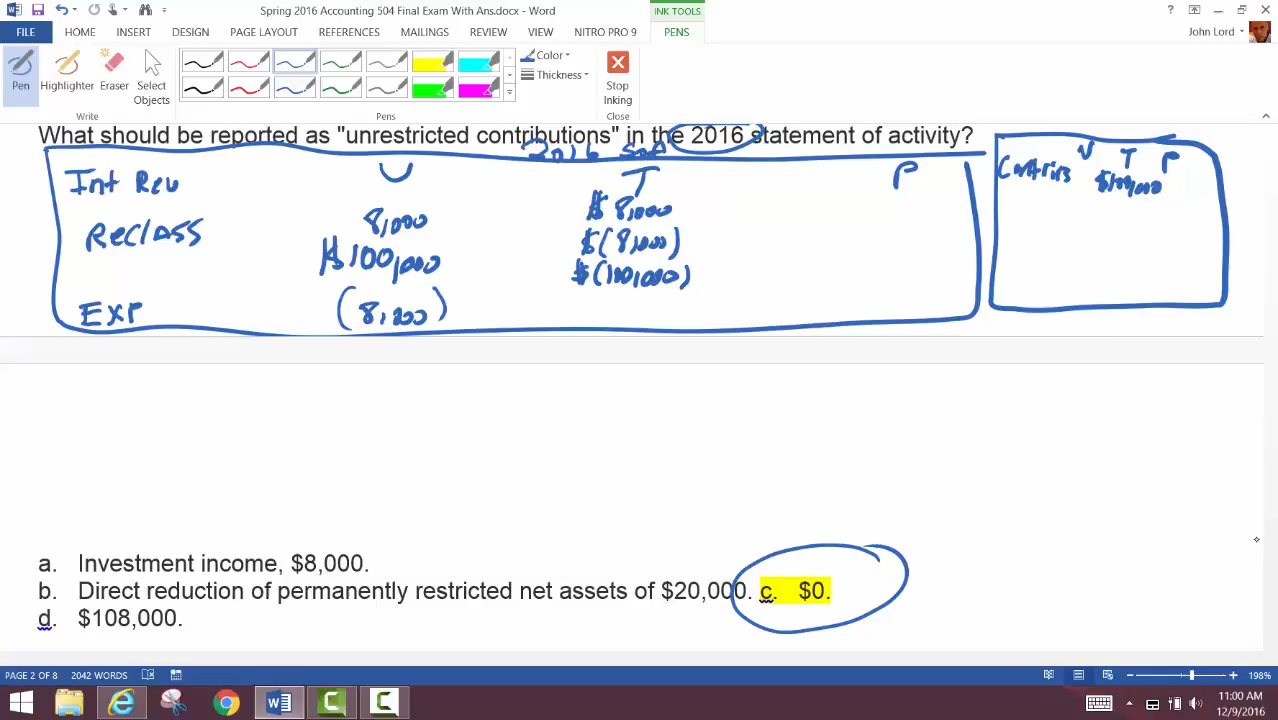 Spring 2016 Accounting 504 Final Exam With Ans.docx - Word
INK TOOLS
FILE HOME INSERT DESIGN PAGE LAYOUT REFERENCES MAILINGS REVIEW VIEW NITRO PRO 9 PENS John Lord
Pen Highlighter Eraser Select Objects
Color
Thickness
Stop Inking
Write Pens Close
What should be reported as "unrestricted contributions" in the 2016 statement of activity?
2016 SOA
Int Rev U T P
8,000 $ 8,000
Reclass $(8,000)
$100,000 $(100,000)
EXP (8,200)
Contribs U T P
$100,000
a. Investment income, $8,000.
b. Direct reduction of permanently restricted net assets of $20,000. c. $0.
d. $108,000.
PAGE 2 OF 8 2042 WORDS 198%
11:00 AM
12/9/2016